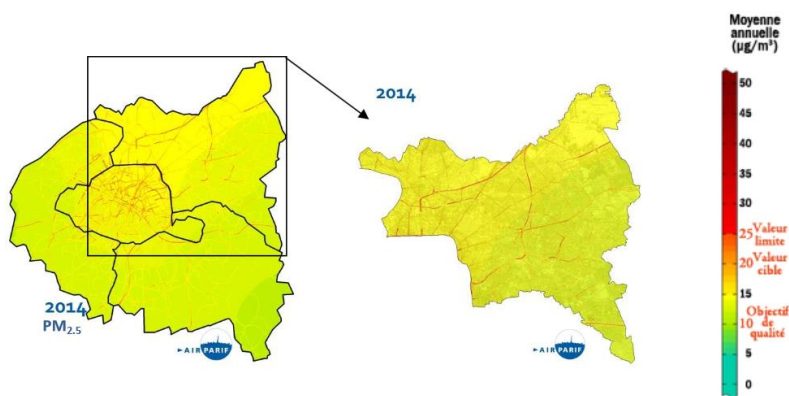 2014
PM2.5
AIRPARIF
2014
AIRPARIF
Moyenne
annuelle
(µg/m³)
50
45
40
35
30
25 Valeur
limite
20 Valeur
cible
15
Objectif
10 de
qualité
5
0